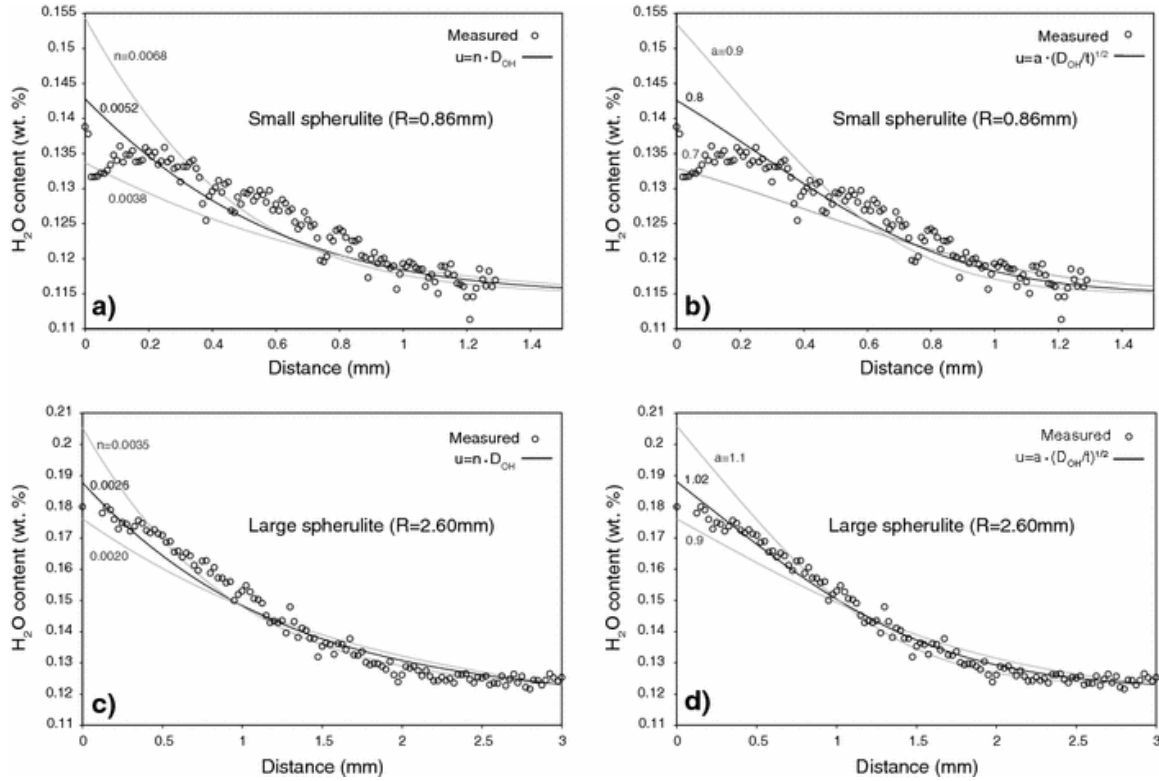 0.155
0.15
0.145
0.14
0.135
0.13
0.125
0.12
0.115
0.11
H₂O content (wt. %)
n=0.0068
0.0052
0.0038
Measured
u=n·D_OH
Small spherulite (R=0.86mm)
a)
0 0.2 0.4 0.6 0.8 1 1.2 1.4
Distance (mm)
0.155
0.15
0.145
0.14
0.135
0.13
0.125
0.12
0.115
0.11
H₂O content (wt. %)
a=0.9
0.8
0.7
Measured
u=a·(D_OH/t)^1/2
Small spherulite (R=0.86mm)
b)
0 0.2 0.4 0.6 0.8 1 1.2 1.4
Distance (mm)
0.21
0.2
0.19
0.18
0.17
0.16
0.15
0.14
0.13
0.12
0.11
H₂O content (wt. %)
n=0.0035
0.0026
0.0020
Measured
u=n·D_OH
Large spherulite (R=2.60mm)
c)
0 0.5 1 1.5 2 2.5 3
Distance (mm)
0.21
0.2
0.19
0.18
0.17
0.16
0.15
0.14
0.13
0.12
0.11
H₂O content (wt. %)
a=1.1
1.02
0.9
Measured
u=a·(D_OH/t)^1/2
Large spherulite (R=2.60mm)
d)
0 0.5 1 1.5 2 2.5 3
Distance (mm)